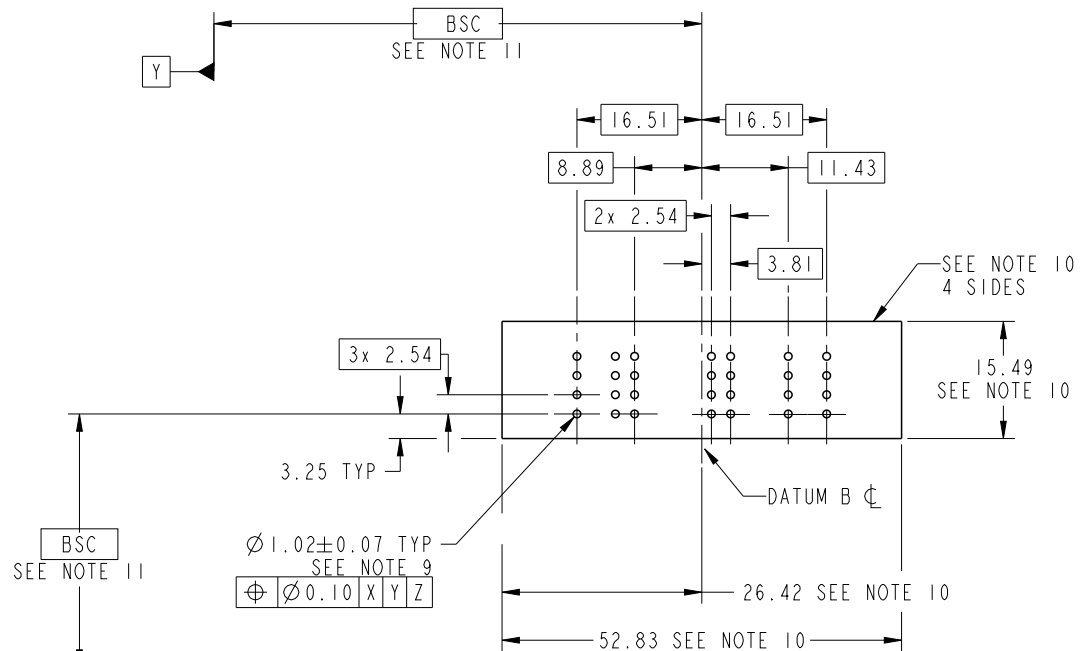 BSC
SEE NOTE 11
Y
16.51 16.51
8.89 11.43
2x 2.54
3.81
SEE NOTE 10
4 SIDES
3x 2.54
15.49
SEE NOTE 10
3.25 TYP
DATUM B ℄
BSC
SEE NOTE 11
Ø1.02±0.07 TYP
SEE NOTE 9
⌖ Ø0.10 X Y Z
26.42 SEE NOTE 10
52.83 SEE NOTE 10